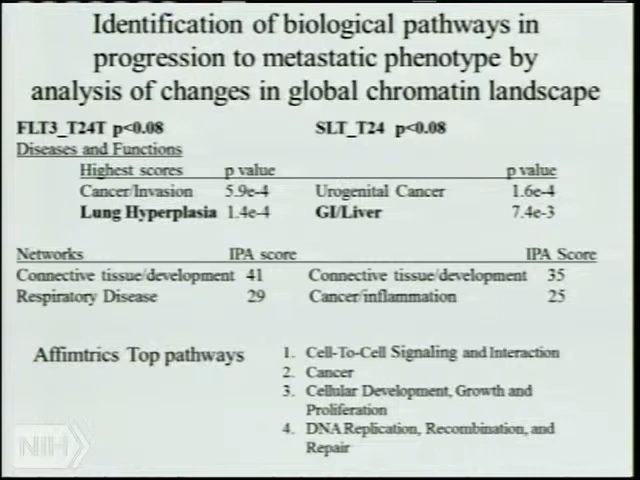 Identification of biological pathways in
progression to metastatic phenotype by
analysis of changes in global chromatin landscape
FLT3_T24T p<0.08 SLT_T24 p<0.08
Diseases and Functions
Highest scores p value p value
Cancer/Invasion 5.9e-4 Urogenital Cancer 1.6e-4
Lung Hyperplasia 1.4e-4 GI/Liver 7.4e-3
Networks IPA score IPA Score
Connective tissue/development 41 Connective tissue/development 35
Respiratory Disease 29 Cancer/inflammation 25
Affimtrics Top pathways
1. Cell-To-Cell Signaling and Interaction
2. Cancer
3. Cellular Development, Growth and
Proliferation
4. DNA Replication, Recombination, and
Repair
NIH